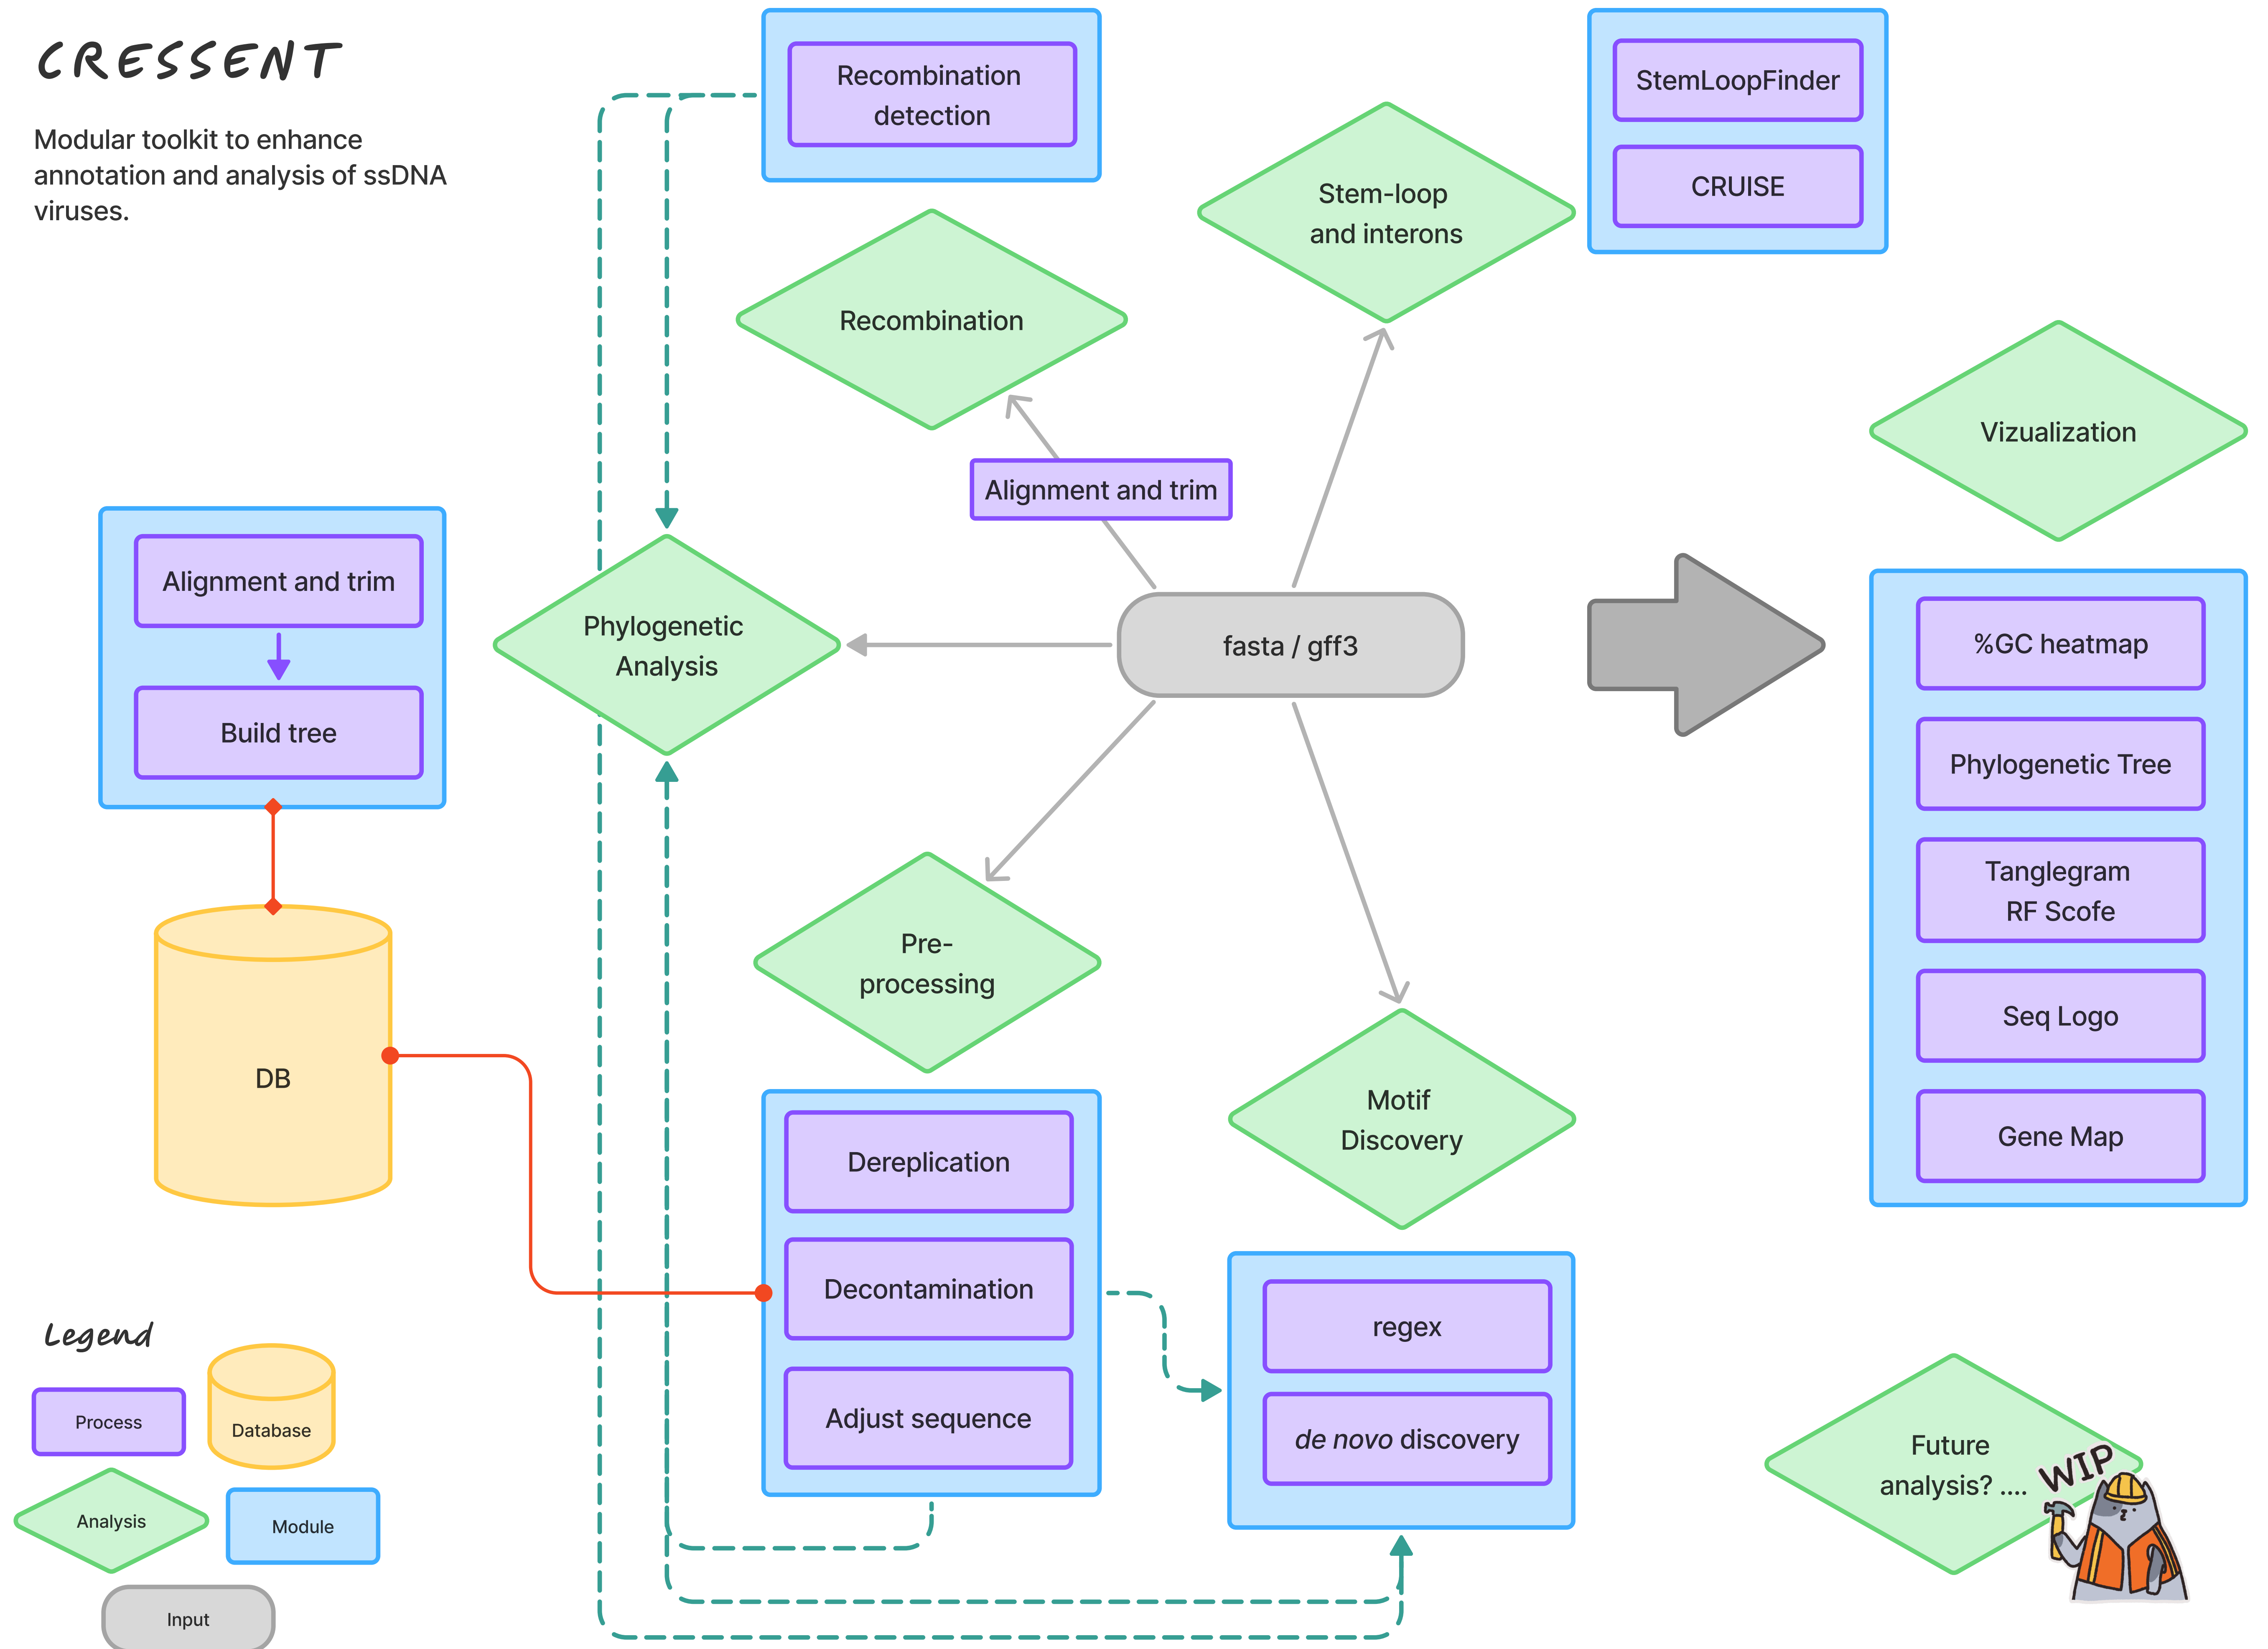 CRESSENT
Modular toolkit to enhance
annotation and analysis of ssDNA
viruses.
Recombination
detection
StemLoopFinder
CRUISE
Stem-loop
and interons
Recombination
Vizualization
Alignment and trim
Alignment and trim
Build tree
Phylogenetic
Analysis
fasta / gff3
%GC heatmap
Phylogenetic Tree
Tanglegram
RF Scofe
Seq Logo
Gene Map
Pre-
processing
DB
Motif
Discovery
Dereplication
Decontamination
Adjust sequence
regex
de novo discovery
Future
analysis? ....
WIP
Legend
Process
Database
Analysis
Module
Input